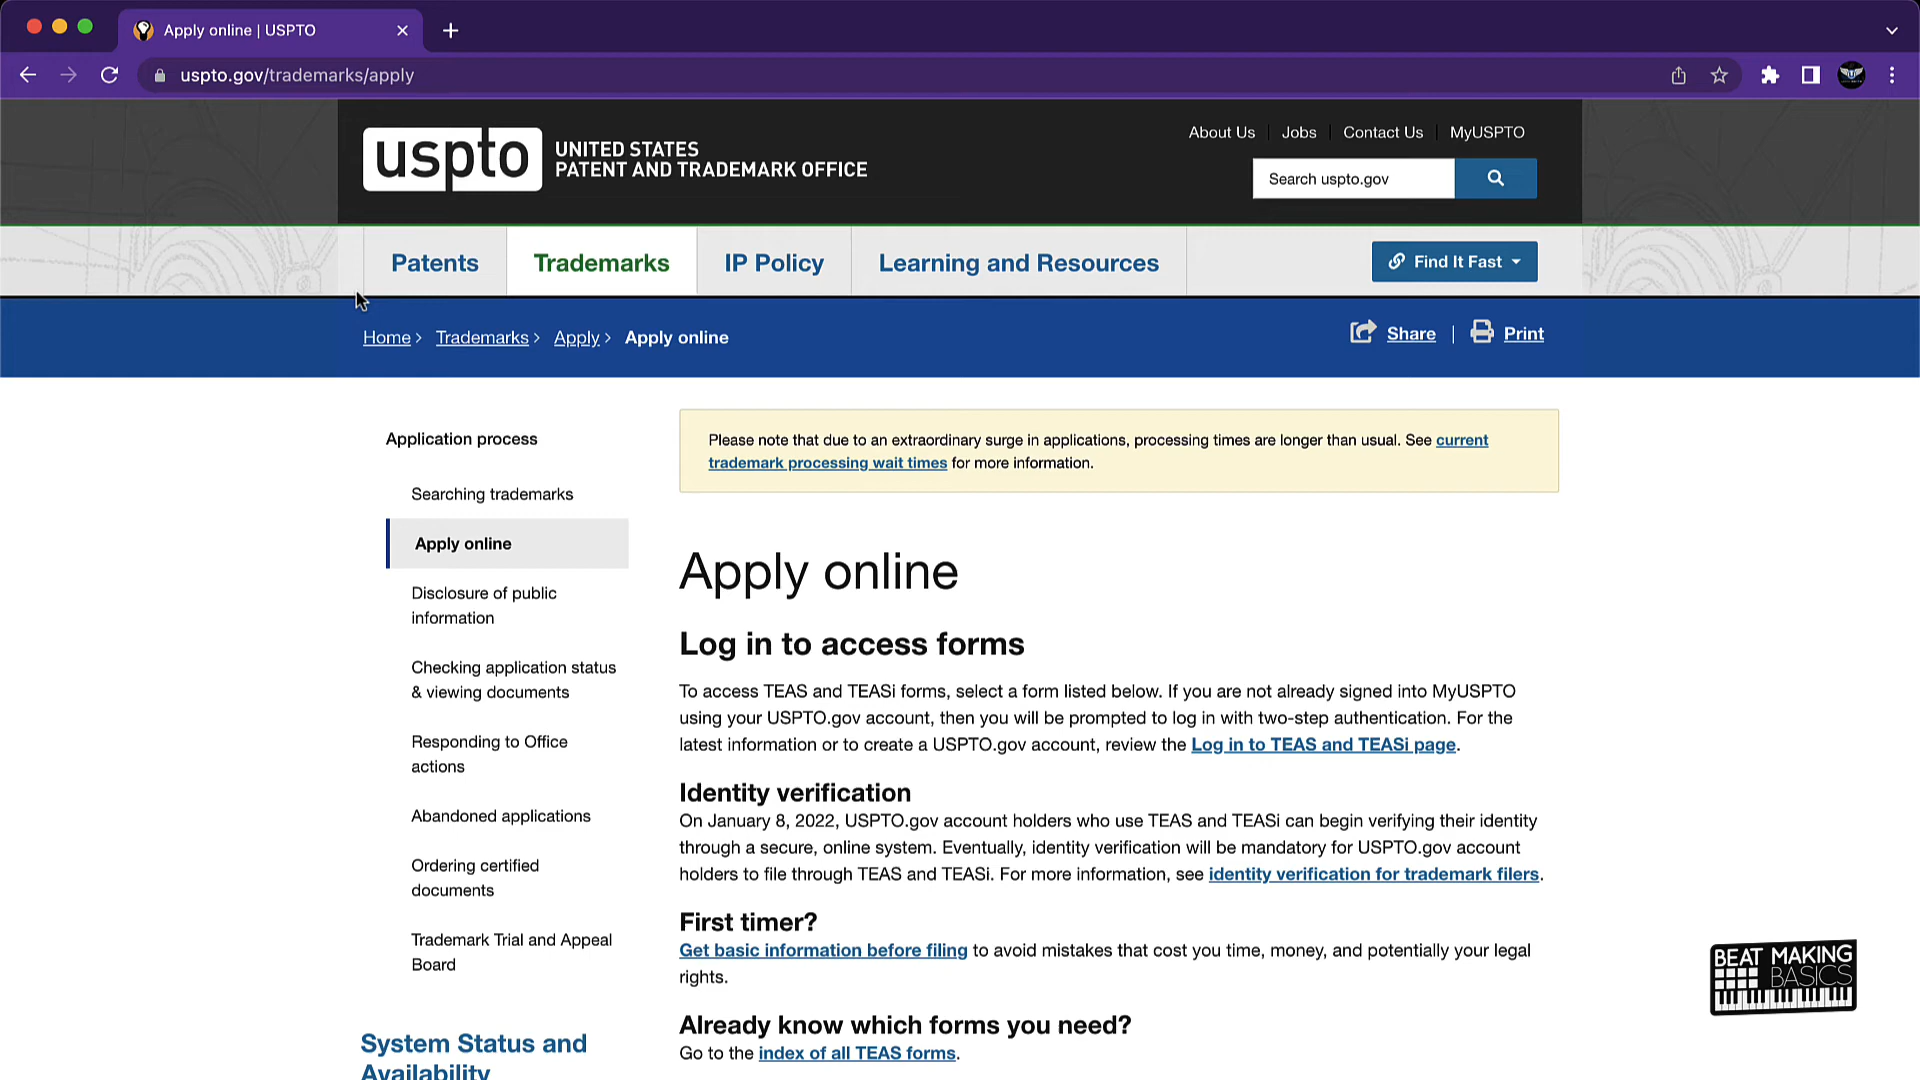 Apply online | USPTO
uspto.gov/trademarks/apply
About Us
Jobs
Contact Us
MyUSPTO
uspto
UNITED STATES
PATENT AND TRADEMARK OFFICE
Search uspto.gov
Patents
Trademarks
IP Policy
Learning and Resources
Find It Fast
Home > Trademarks > Apply > Apply online
Share | Print
Application process
Searching trademarks
Apply online
Disclosure of public
information
Checking application status
& viewing documents
Responding to Office
actions
Abandoned applications
Ordering certified
documents
Trademark Trial and Appeal
Board
System Status and
Availability
Please note that due to an extraordinary surge in applications, processing times are longer than usual. See current
trademark processing wait times for more information.
Apply online
Log in to access forms
To access TEAS and TEASi forms, select a form listed below. If you are not already signed into MyUSPTO
using your USPTO.gov account, then you will be prompted to log in with two-step authentication. For the
latest information or to create a USPTO.gov account, review the Log in to TEAS and TEASi page.
Identity verification
On January 8, 2022, USPTO.gov account holders who use TEAS and TEASi can begin verifying their identity
through a secure, online system. Eventually, identity verification will be mandatory for USPTO.gov account
holders to file through TEAS and TEASi. For more information, see identity verification for trademark filers.
First timer?
Get basic information before filing to avoid mistakes that cost you time, money, and potentially your legal
rights.
Already know which forms you need?
Go to the index of all TEAS forms.
BEAT MAKING
BASICS